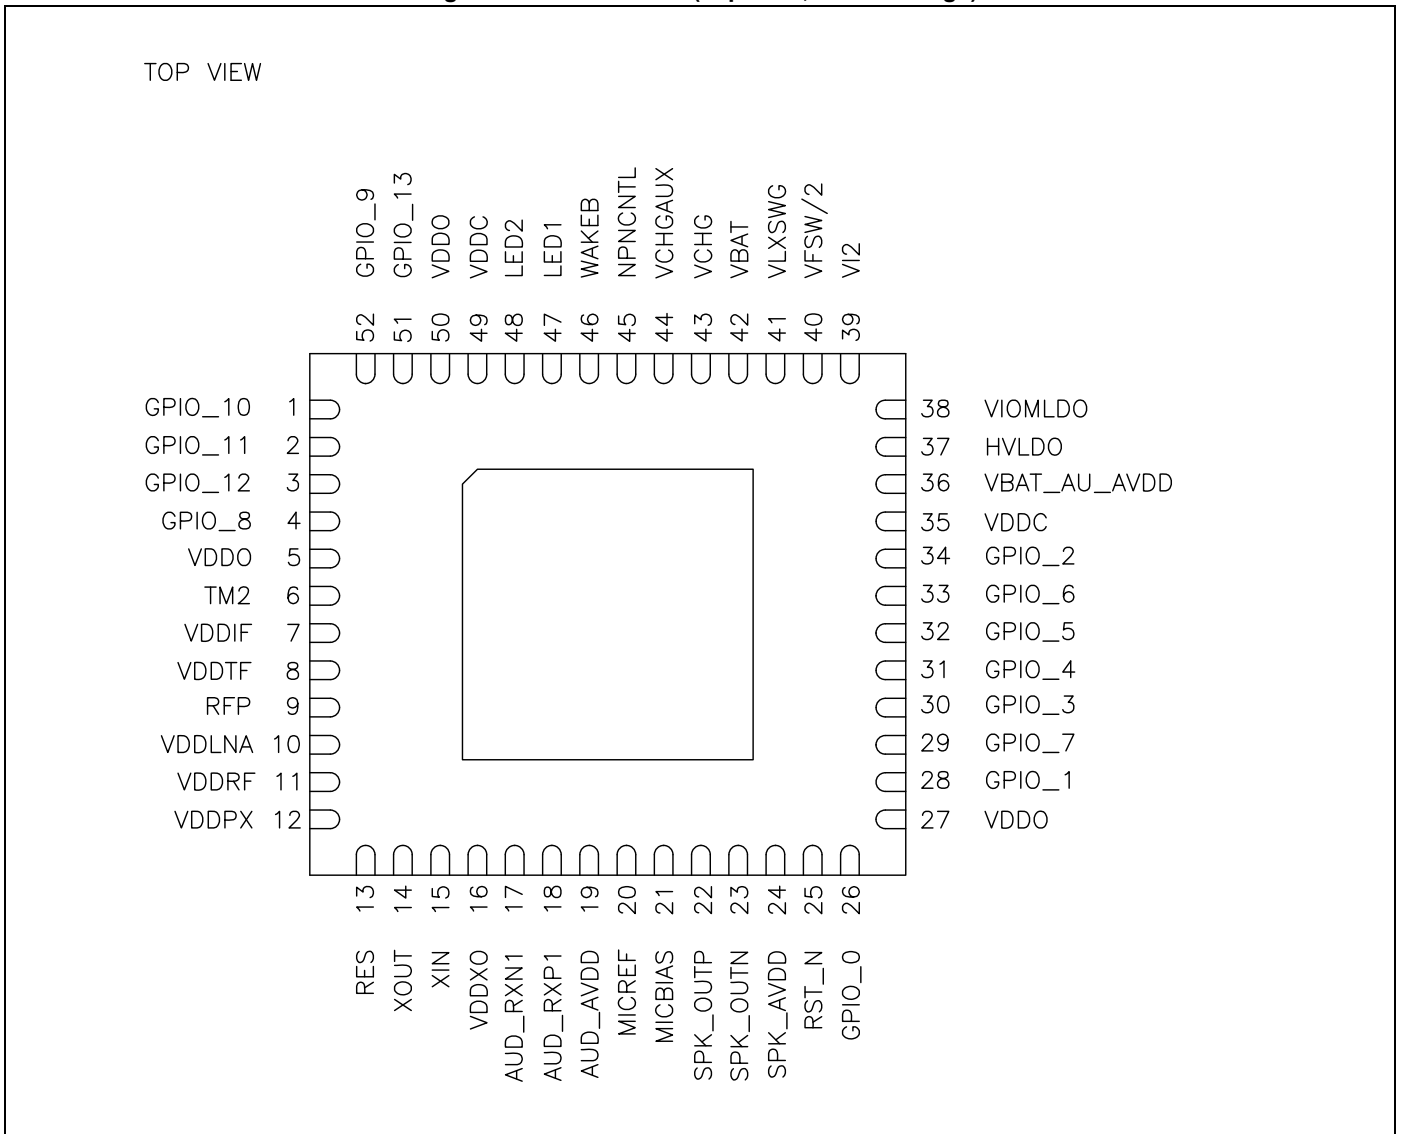 TOP VIEW
GPIO_9
GPIO_13
VDDO
VDDC
LED2
LED1
WAKEB
NPNCNTL
VCHGAUX
VCHG
VBAT
VLXSWG
VFSW/2
VI2
52
51
50
49
48
47
46
45
44
43
42
41
40
39
GPIO_10 1
GPIO_11 2
GPIO_12 3
GPIO_8 4
VDDO 5
TM2 6
VDDIF 7
VDDTF 8
RFP 9
VDDLNA 10
VDDRF 11
VDDPX 12
38 VIOMLDO
37 HVLDO
36 VBAT_AU_AVDD
35 VDDC
34 GPIO_2
33 GPIO_6
32 GPIO_5
31 GPIO_4
30 GPIO_3
29 GPIO_7
28 GPIO_1
27 VDDO
13
14
15
16
17
18
19
20
21
22
23
24
25
26
RES
XOUT
XIN
VDDXO
AUD_RXN1
AUD_RXP1
AUD_AVDD
MICREF
MICBIAS
SPK_OUTP
SPK_OUTN
SPK_AVDD
RST_N
GPIO_0